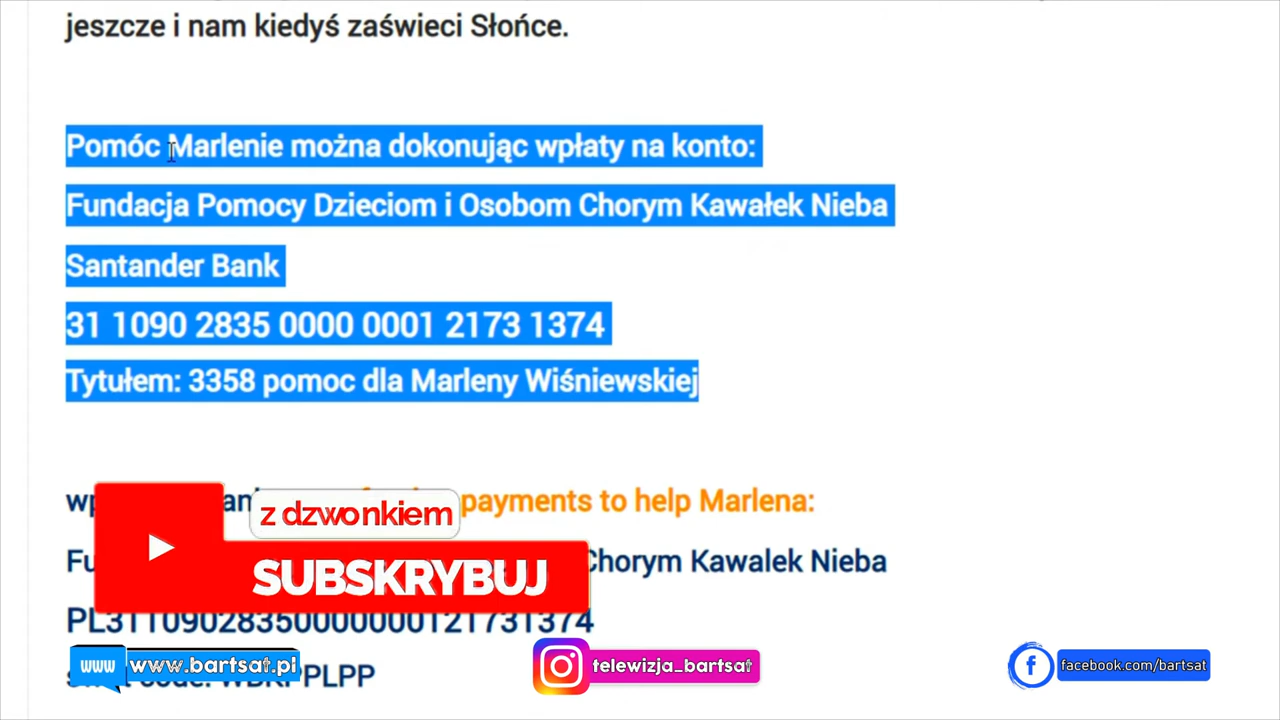 jeszcze i nam kiedyś zaświeci Słońce.
Pomóc Marlenie można dokonując wpłaty na konto:
Fundacja Pomocy Dzieciom i Osobom Chorym Kawałek Nieba
Santander Bank
31 1090 2835 0000 0001 2173 1374
Tytułem: 3358 pomoc dla Marleny Wiśniewskiej
payments to help Marlena:
z dzwonkiem
Chorym Kawalek Nieba
SUBSKRYBUJ
PL31109028350000000121731374
PLPP
www www.bartsat.pl
telewizja_bartsat
facebook.com/bartsat